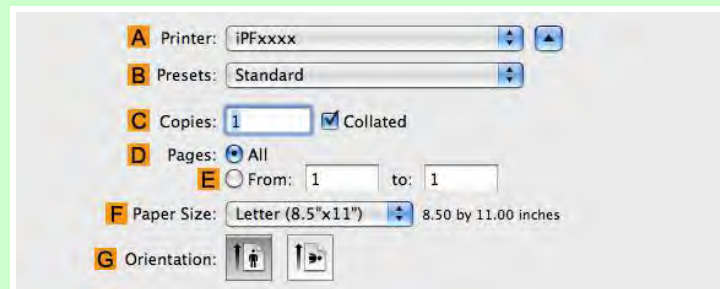 A Printer: iPFxxxx
B Presets: Standard
C Copies: 1 Collated
D Pages: All
E From: 1 to: 1
F Paper Size: Letter (8.5"x11") 8.50 by 11.00 inches
G Orientation: